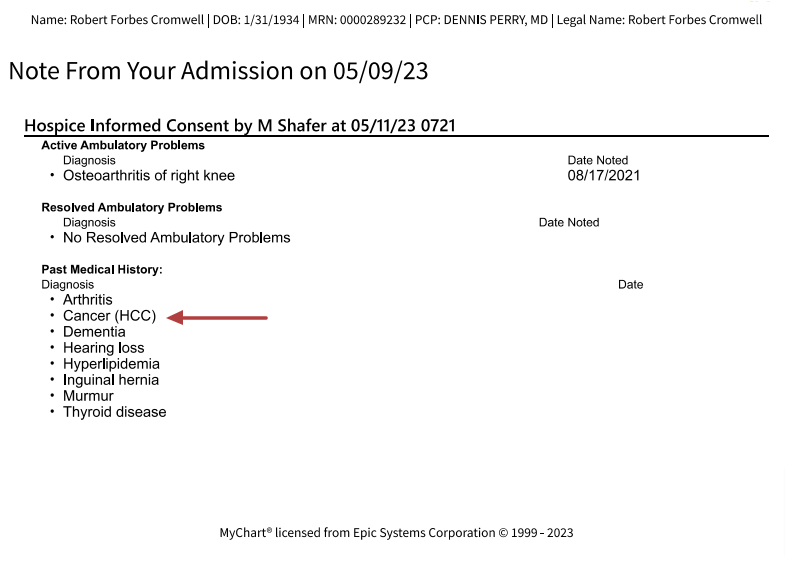 Name: Robert Forbes Cromwell | DOB: 1/31/1934 | MRN: 0000289232 | PCP: DENNIS PERRY, MD | Legal Name: Robert Forbes Cromwell
Note From Your Admission on 05/09/23
Hospice Informed Consent by M Shafer at 05/11/23 0721
Active Ambulatory Problems
Diagnosis Date Noted
• Osteoarthritis of right knee 08/17/2021
Resolved Ambulatory Problems
Diagnosis Date Noted
• No Resolved Ambulatory Problems
Past Medical History:
Diagnosis Date
• Arthritis
• Cancer (HCC)
• Dementia
• Hearing loss
• Hyperlipidemia
• Inguinal hernia
• Murmur
• Thyroid disease
MyChart® licensed from Epic Systems Corporation © 1999 - 2023